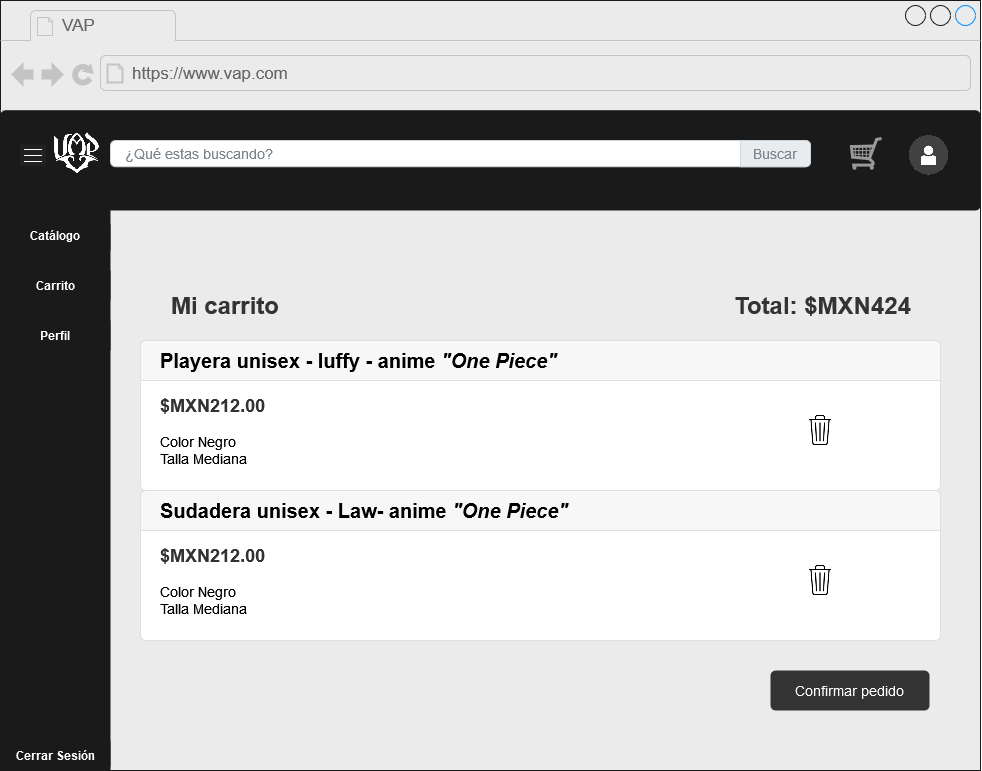 VAP
https://www.vap.com
VAP
¿Qué estas buscando?
Buscar
Catálogo
Carrito
Perfil
Mi carrito
Total: $MXN424
Playera unisex - luffy - anime "One Piece"
$MXN212.00
Color Negro
Talla Mediana
Sudadera unisex - Law- anime "One Piece"
$MXN212.00
Color Negro
Talla Mediana
Confirmar pedido
Cerrar Sesión